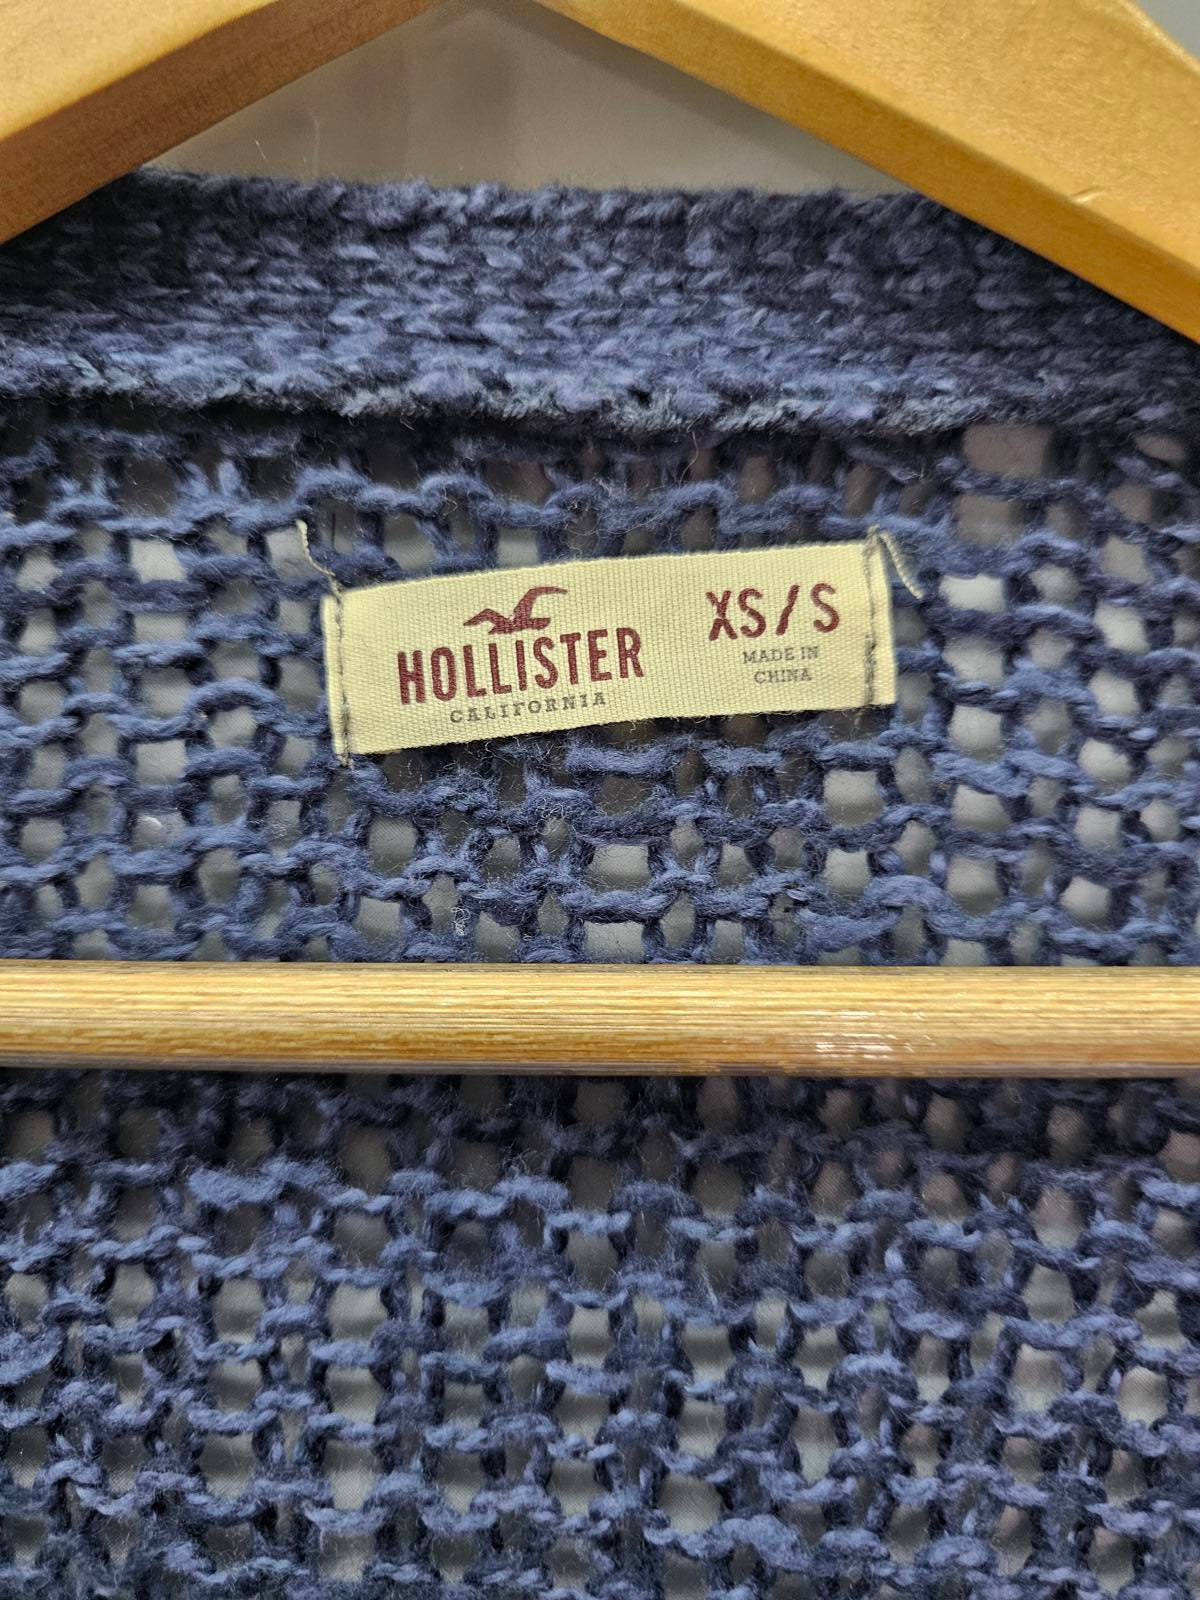 HOLLISTER
CALIFORNIA
XS/S
MADE IN
CHINA